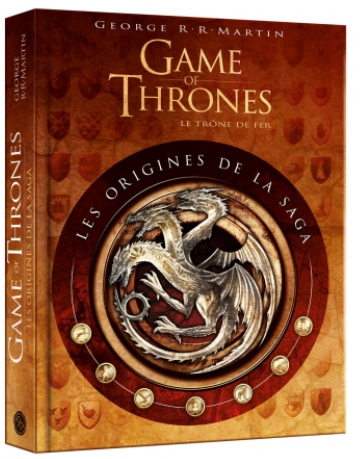 GEORGE R·R·MARTIN
GAME
OF
THRONES
LE TRÔNE DE FER
LES ORIGINES DE LA SAGA
GEORGE
R.R.MARTIN
GAME OF THRONES
LES ORIGINES DE LA SAGA